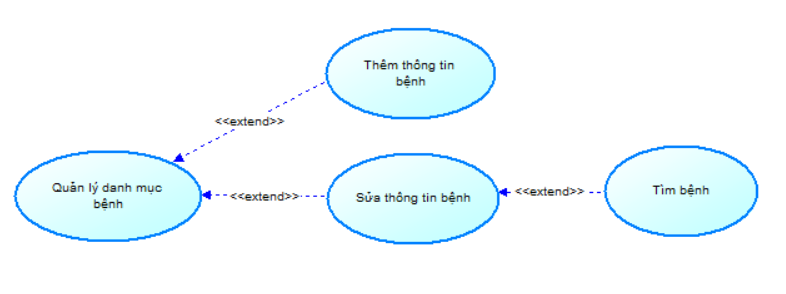 Thêm thông tin
bệnh
<<extend>>
Quản lý danh mục
bệnh
<<extend>>
Sửa thông tin bệnh
<<extend>>
Tìm bệnh